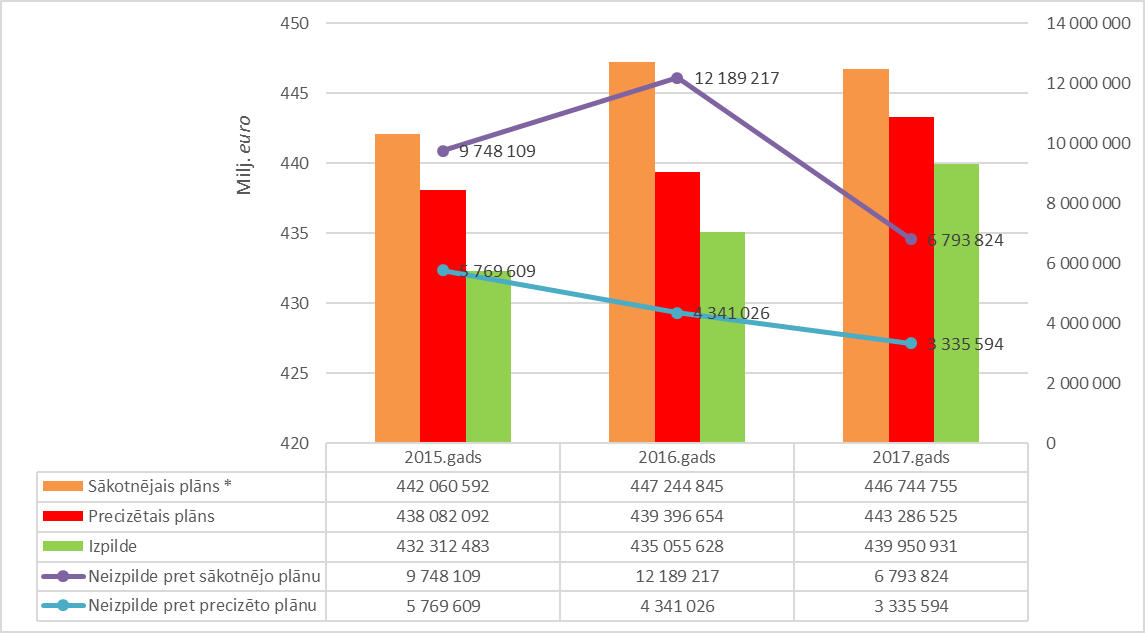 450
445
440
435
430
425
420
Milj. euro
14 000 000
12 000 000
10 000 000
8 000 000
6 000 000
4 000 000
2 000 000
0
9 748 109
12 189 217
6 793 824
5 769 609
4 341 026
3 335 594
2015.gads 2016.gads 2017.gads
Sākotnējais plāns * 442 060 592 447 244 845 446 744 755
Precizētais plāns 438 082 092 439 396 654 443 286 525
Izpilde 432 312 483 435 055 628 439 950 931
Neizpilde pret sākotnējo plānu 9 748 109 12 189 217 6 793 824
Neizpilde pret precizēto plānu 5 769 609 4 341 026 3 335 594